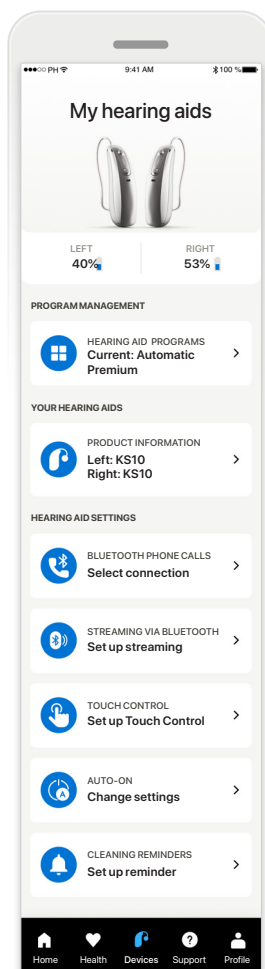 PH 9:41 AM 100 %
My hearing aids
LEFT RIGHT
40% 53%
PROGRAM MANAGEMENT
HEARING AID PROGRAMS
Current: Automatic
Premium
YOUR HEARING AIDS
PRODUCT INFORMATION
Left: KS10
Right: KS10
HEARING AID SETTINGS
BLUETOOTH PHONE CALLS
Select connection
STREAMING VIA BLUETOOTH
Set up streaming
TOUCH CONTROL
Set up Touch Control
AUTO-ON
A
Change settings
CLEANING REMINDERS
Set up reminder
?
Home Health Devices Support Profile